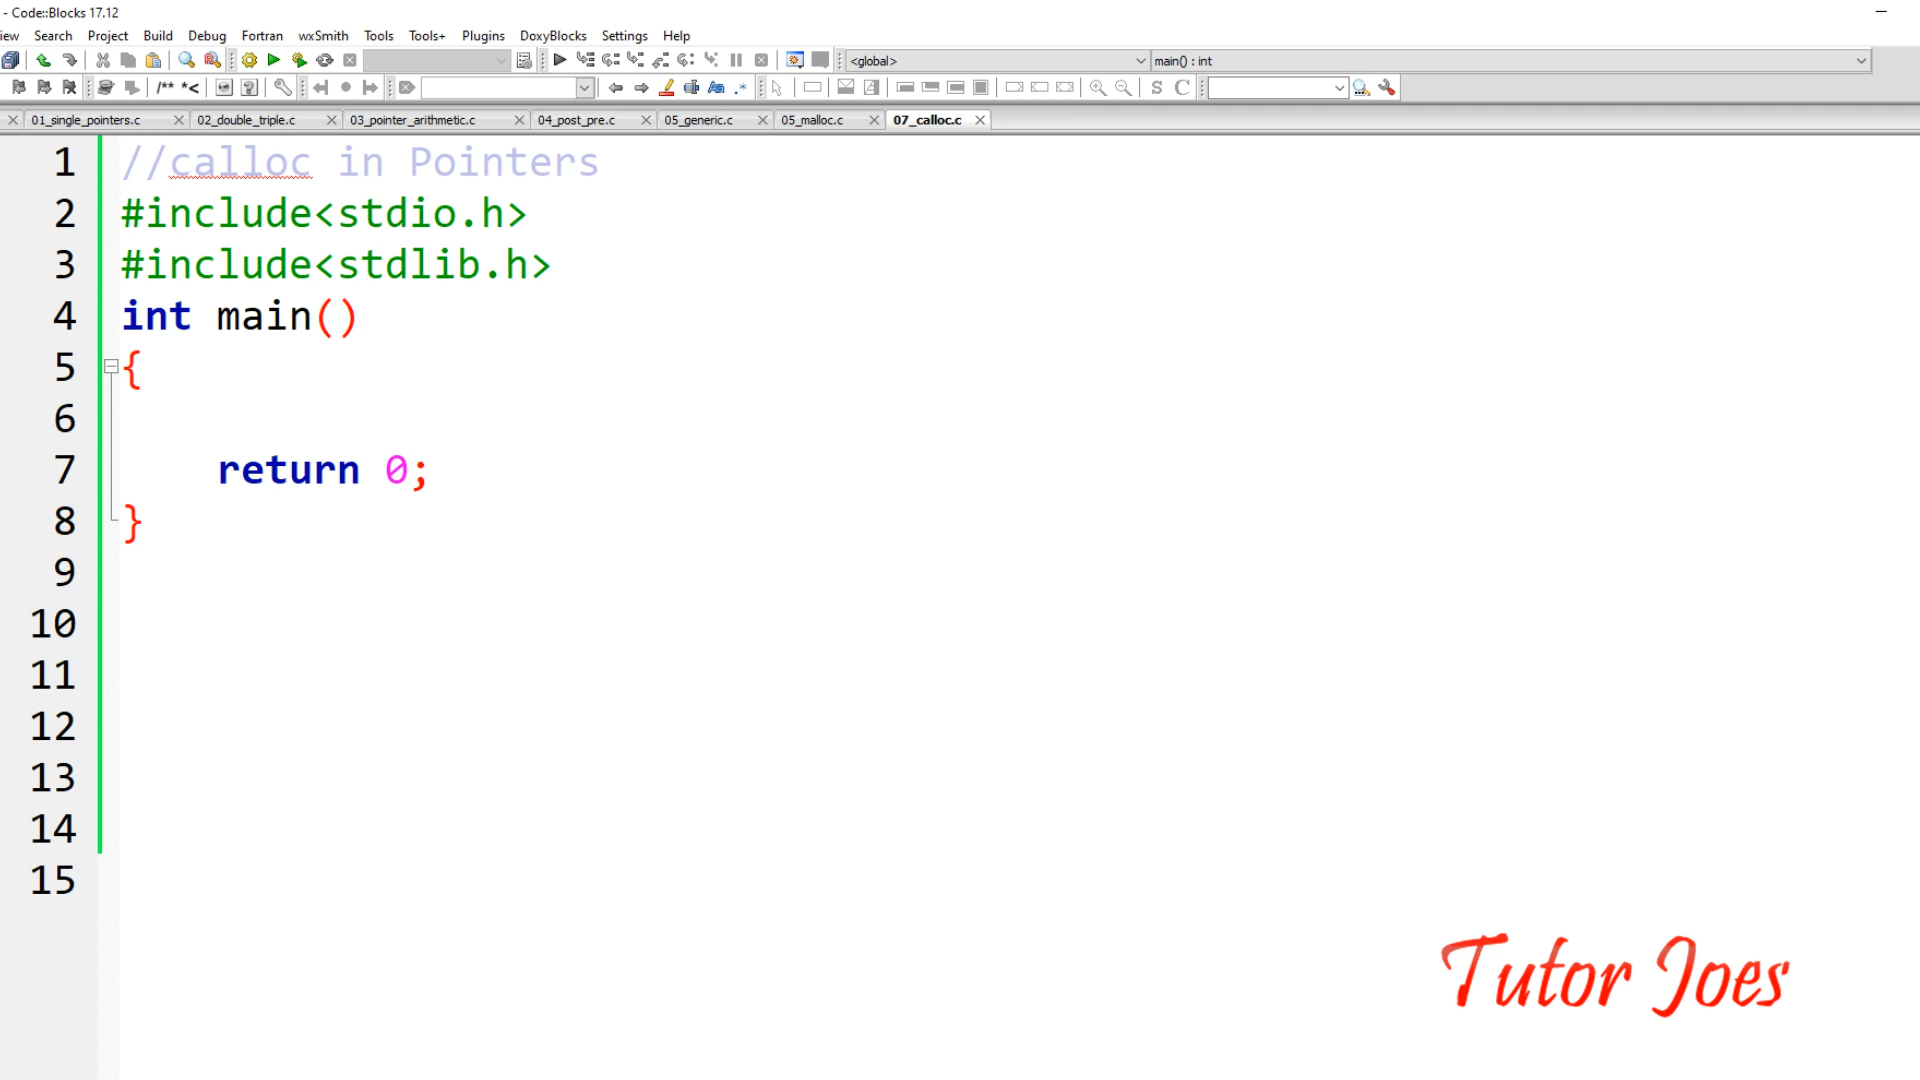 - Code::Blocks 17.12
iew Search Project Build Debug Fortran wxSmith Tools Tools+ Plugins DoxyBlocks Settings Help
<global> main() : int
/** *<
S C
01_single_pointers.c 02_double_triple.c 03_pointer_arithmetic.c 04_post_pre.c 05_generic.c 05_malloc.c 07_calloc.c
1 //calloc in Pointers
2 #include<stdio.h>
3 #include<stdlib.h>
4 int main()
5 {
6
7 return 0;
8 }
9
10
11
12
13
14
15
Tutor Joes